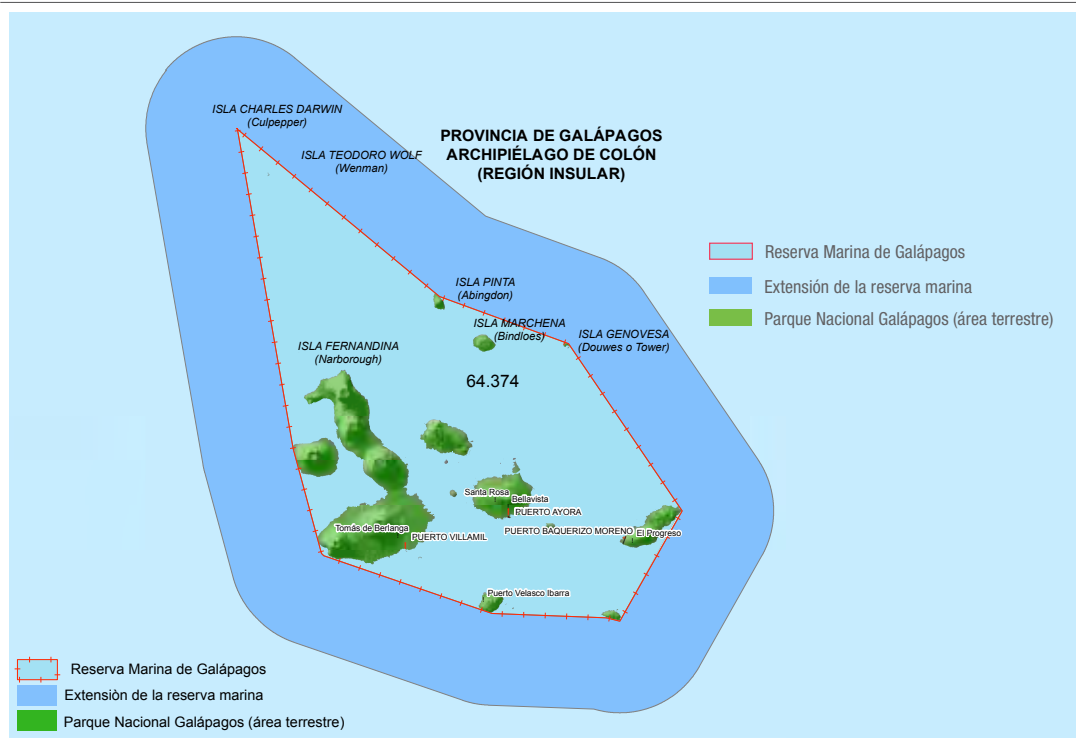 ISLA CHARLES DARWIN
(Culpepper)
PROVINCIA DE GALÁPAGOS
ARCHIPIÉLAGO DE COLÓN
(REGIÓN INSULAR)
ISLA TEODORO WOLF
(Wenman)
Reserva Marina de Galápagos
Extensión de la reserva marina
Parque Nacional Galápagos (área terrestre)
ISLA PINTA
(Abingdon)
ISLA MARCHENA
(Bindloes)
ISLA GENOVESA
(Douwes o Tower)
ISLA FERNANDINA
(Narborough)
64.374
Santa Rosa
Bellavista
PUERTO AYORA
Tomás de Berlanga
PUERTO VILLAMIL
PUERTO BAQUERIZO MORENO
El Progreso
Puerto Velasco Ibarra
Reserva Marina de Galápagos
Extensiòn de la reserva marina
Parque Nacional Galápagos (área terrestre)